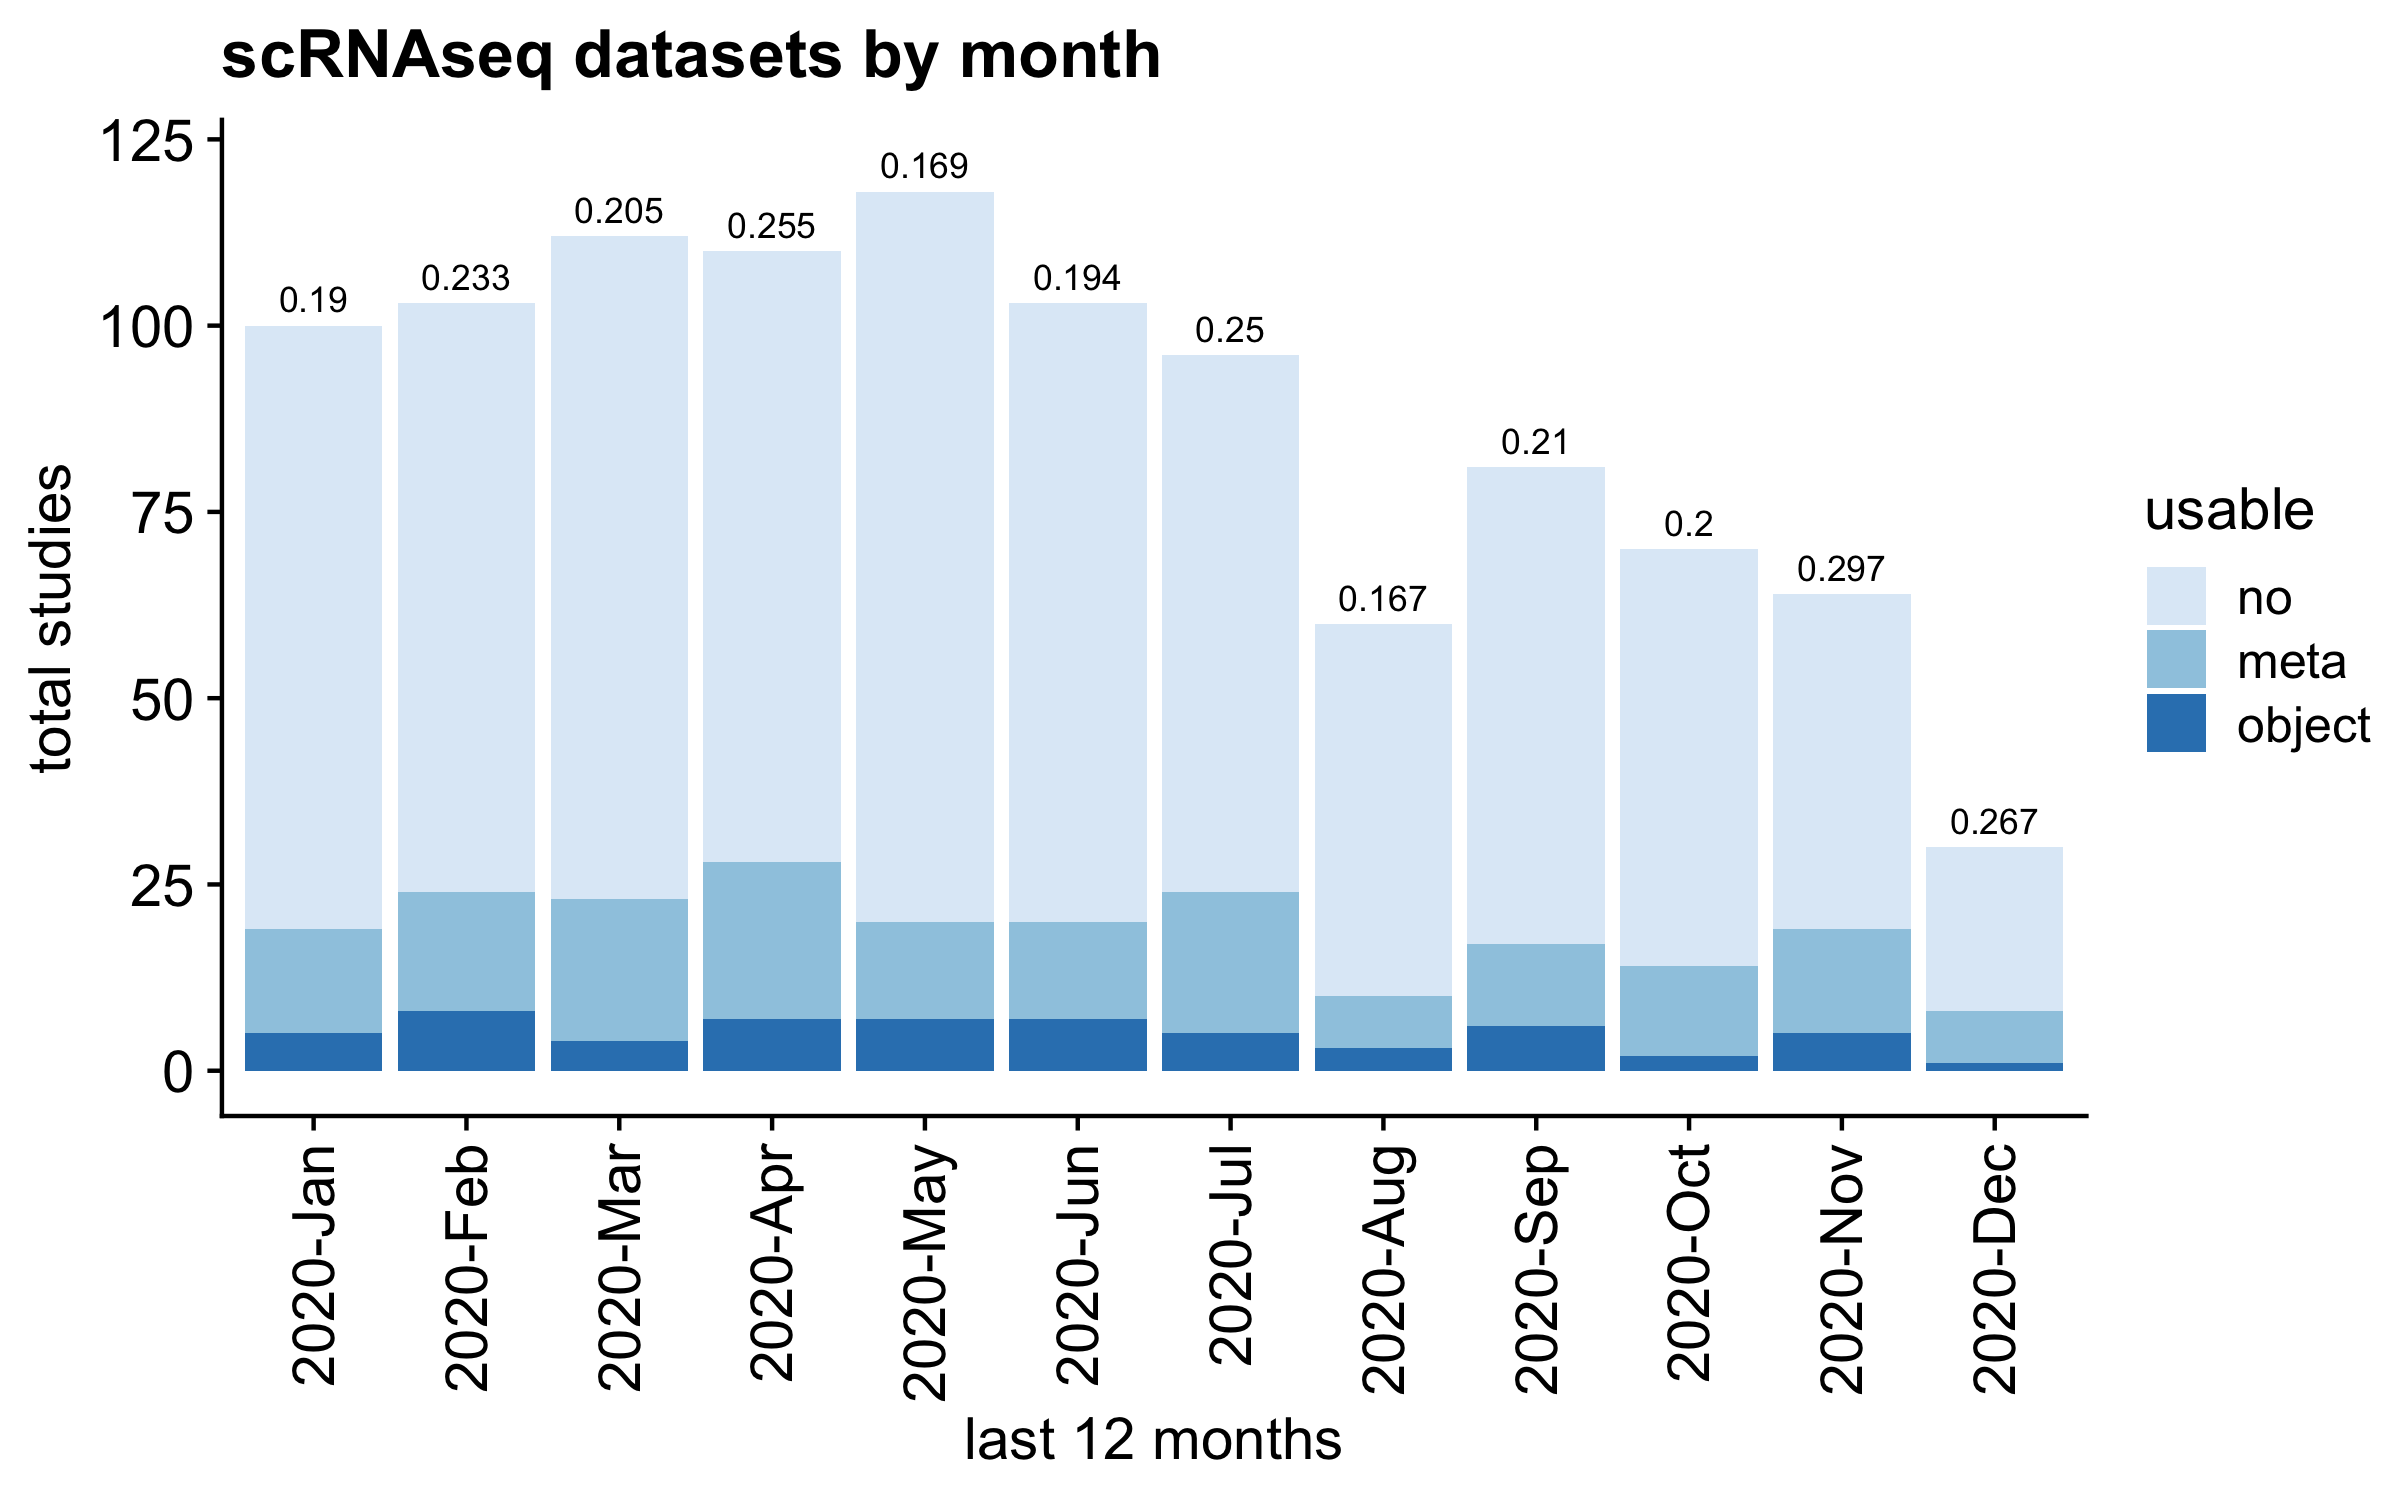 scRNAseq datasets by month
125
100
75
50
25
0
total studies
0.19
0.233
0.205
0.255
0.169
0.194
0.25
0.167
0.21
0.2
0.297
0.267
usable
no
meta
object
2020-Jan
2020-Feb
2020-Mar
2020-Apr
2020-May
2020-Jun
2020-Jul
2020-Aug
2020-Sep
2020-Oct
2020-Nov
2020-Dec
last 12 months